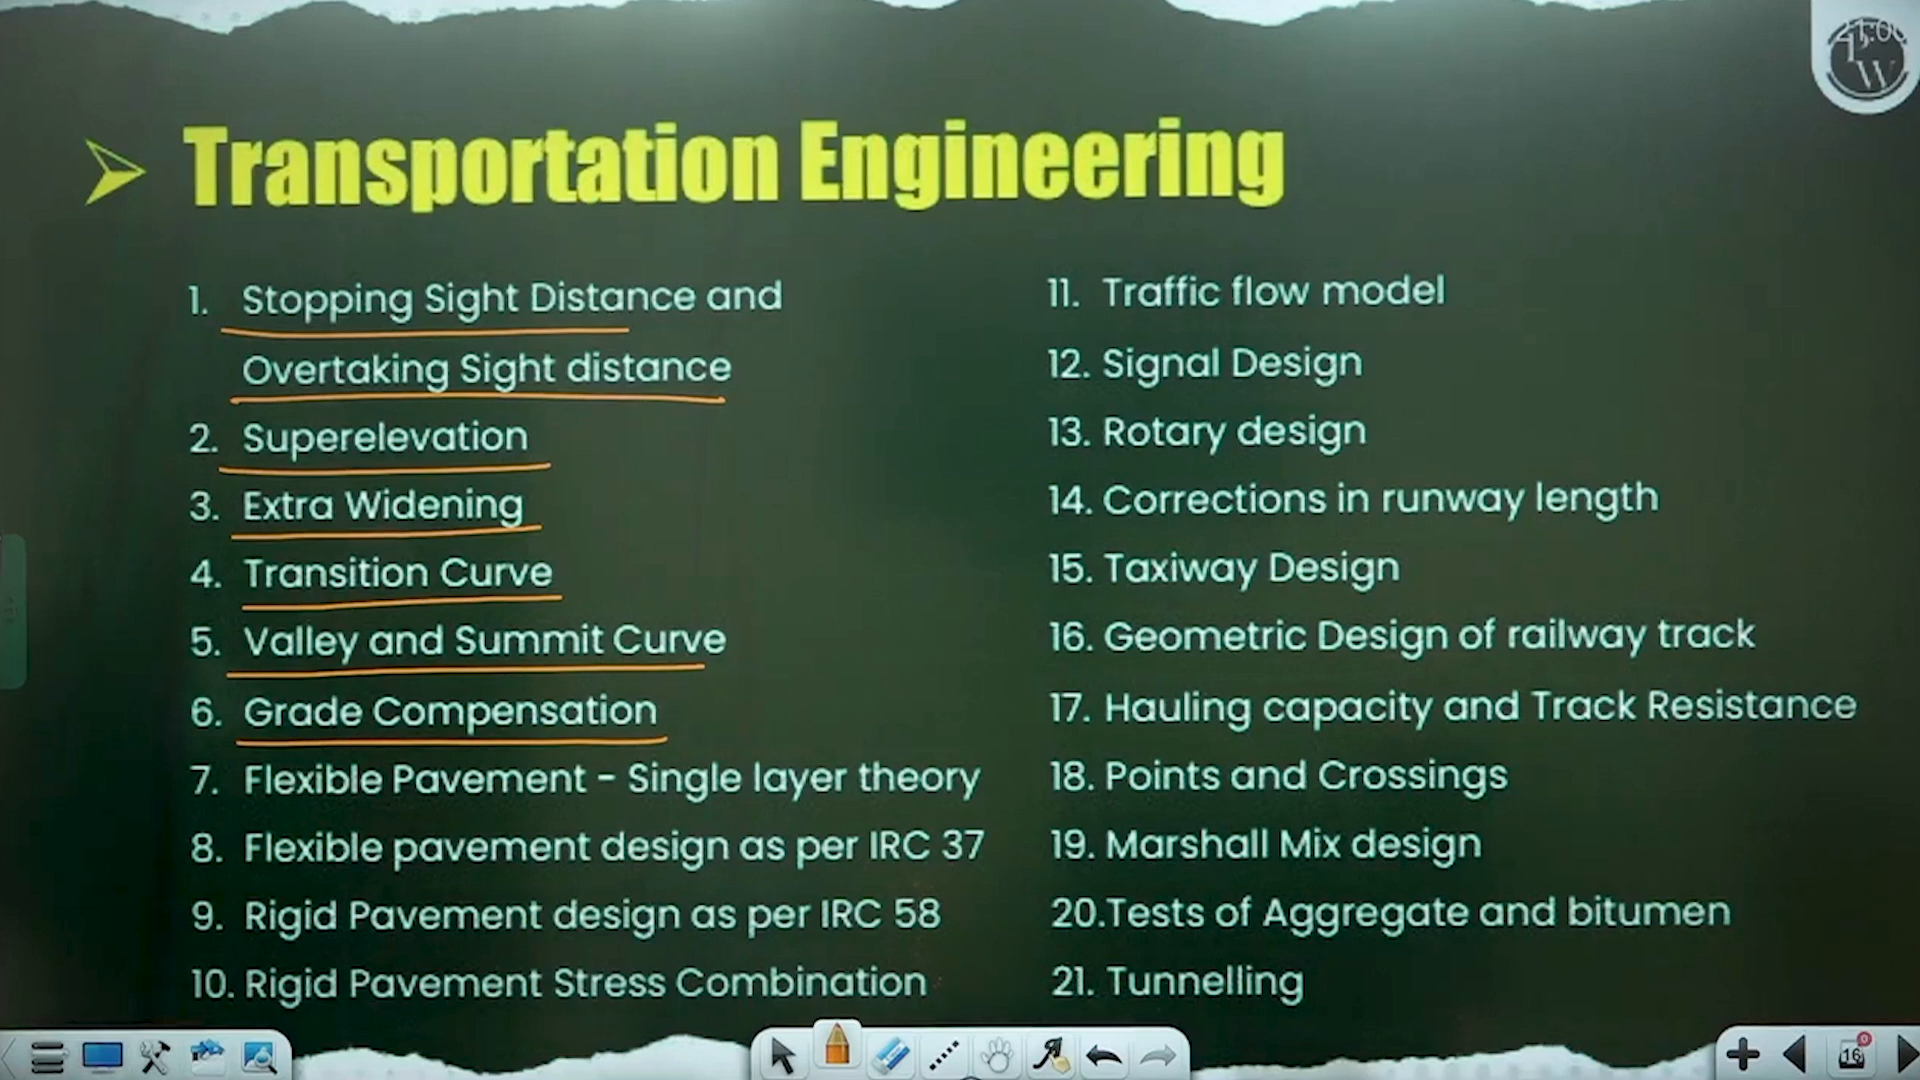 Transportation Engineering
1. Stopping Sight Distance and
Overtaking Sight distance
2. Superelevation
3. Extra Widening
4. Transition Curve
5. Valley and Summit Curve
6. Grade Compensation
7. Flexible Pavement - Single layer theory
8. Flexible pavement design as per IRC 37
9. Rigid Pavement design as per IRC 58
10. Rigid Pavement Stress Combination
11. Traffic flow model
12. Signal Design
13. Rotary design
14. Corrections in runway length
15. Taxiway Design
16. Geometric Design of railway track
17. Hauling capacity and Track Resistance
18. Points and Crossings
19. Marshall Mix design
20.Tests of Aggregate and bitumen
21. Tunnelling
PW
16
0